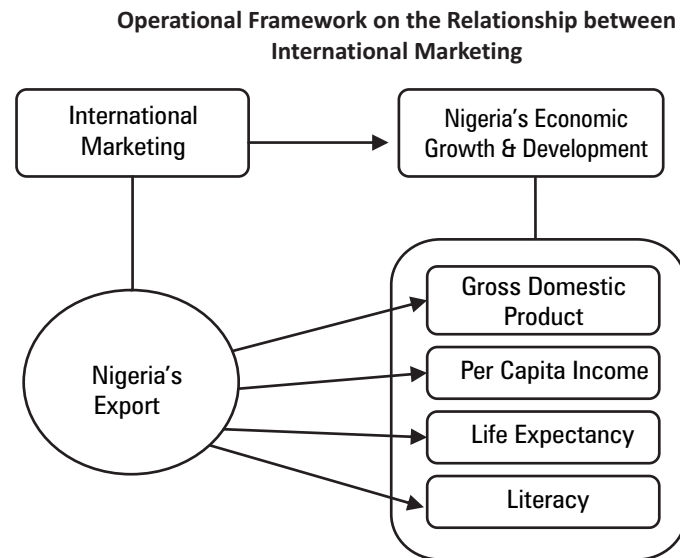 Operational Framework on the Relationship between
International Marketing
International
Marketing
Nigeria's Economic
Growth & Development
Nigeria's
Export
Gross Domestic
Product
Per Capita Income
Life Expectancy
Literacy